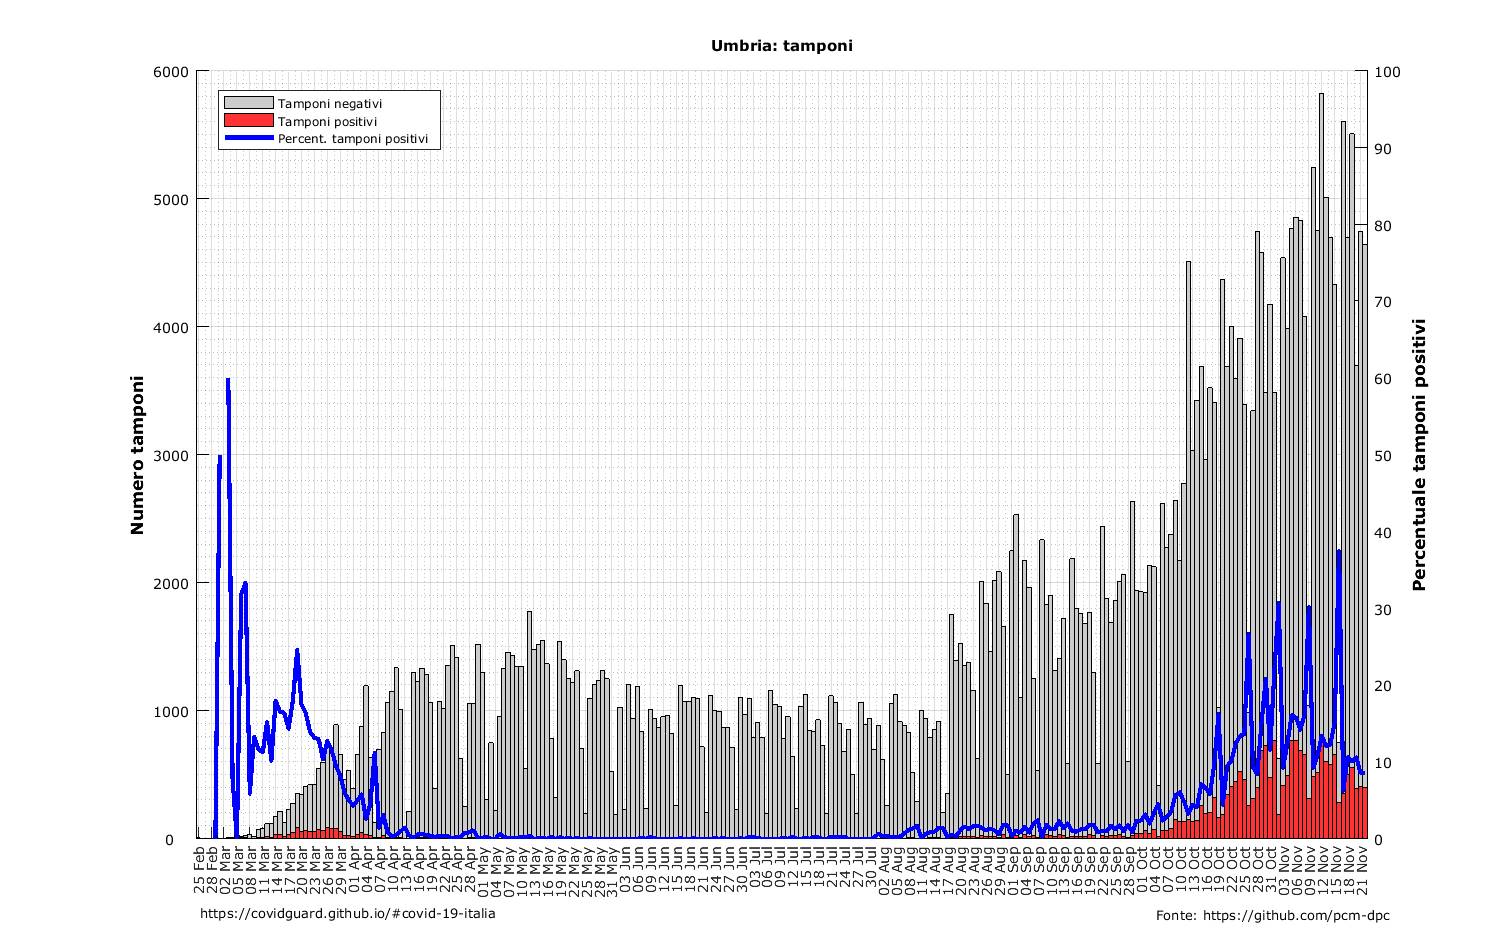 Umbria: tamponi
6000
5000
4000
3000
2000
1000
0
Numero tamponi
Tamponi negativi
Tamponi positivi
Percent. tamponi positivi
100
90
80
70
60
50
40
30
20
10
0
Percentuale tamponi positivi
25 Feb
28 Feb
02 Mar
05 Mar
08 Mar
11 Mar
14 Mar
17 Mar
20 Mar
23 Mar
26 Mar
29 Mar
01 Apr
04 Apr
07 Apr
10 Apr
13 Apr
16 Apr
19 Apr
22 Apr
25 Apr
28 Apr
01 May
04 May
07 May
10 May
13 May
16 May
19 May
22 May
25 May
28 May
31 May
03 Jun
06 Jun
09 Jun
12 Jun
15 Jun
18 Jun
21 Jun
24 Jun
27 Jun
30 Jun
03 Jul
06 Jul
09 Jul
12 Jul
15 Jul
18 Jul
21 Jul
24 Jul
27 Jul
30 Jul
02 Aug
05 Aug
08 Aug
11 Aug
14 Aug
17 Aug
20 Aug
23 Aug
26 Aug
29 Aug
01 Sep
04 Sep
07 Sep
10 Sep
13 Sep
16 Sep
19 Sep
22 Sep
25 Sep
28 Sep
01 Oct
04 Oct
07 Oct
10 Oct
13 Oct
16 Oct
19 Oct
22 Oct
25 Oct
28 Oct
31 Oct
03 Nov
06 Nov
09 Nov
12 Nov
15 Nov
18 Nov
21 Nov
https://covidguard.github.io/#covid-19-italia
Fonte: https://github.com/pcm-dpc